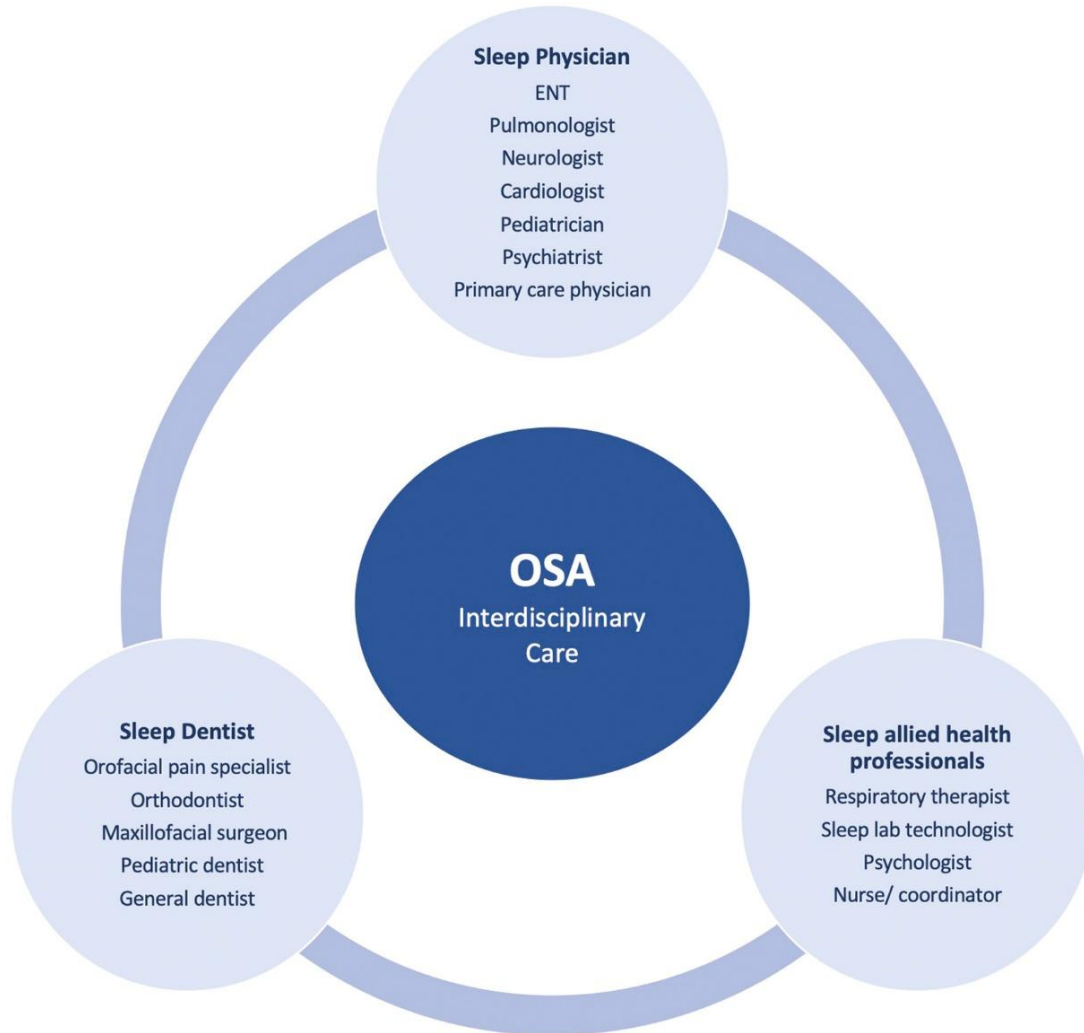 Sleep Physician
ENT
Pulmonologist
Neurologist
Cardiologist
Pediatrician
Psychiatrist
Primary care physician
OSA
Interdisciplinary
Care
Sleep Dentist
Orofacial pain specialist
Orthodontist
Maxillofacial surgeon
Pediatric dentist
General dentist
Sleep allied health
professionals
Respiratory therapist
Sleep lab technologist
Psychologist
Nurse/ coordinator